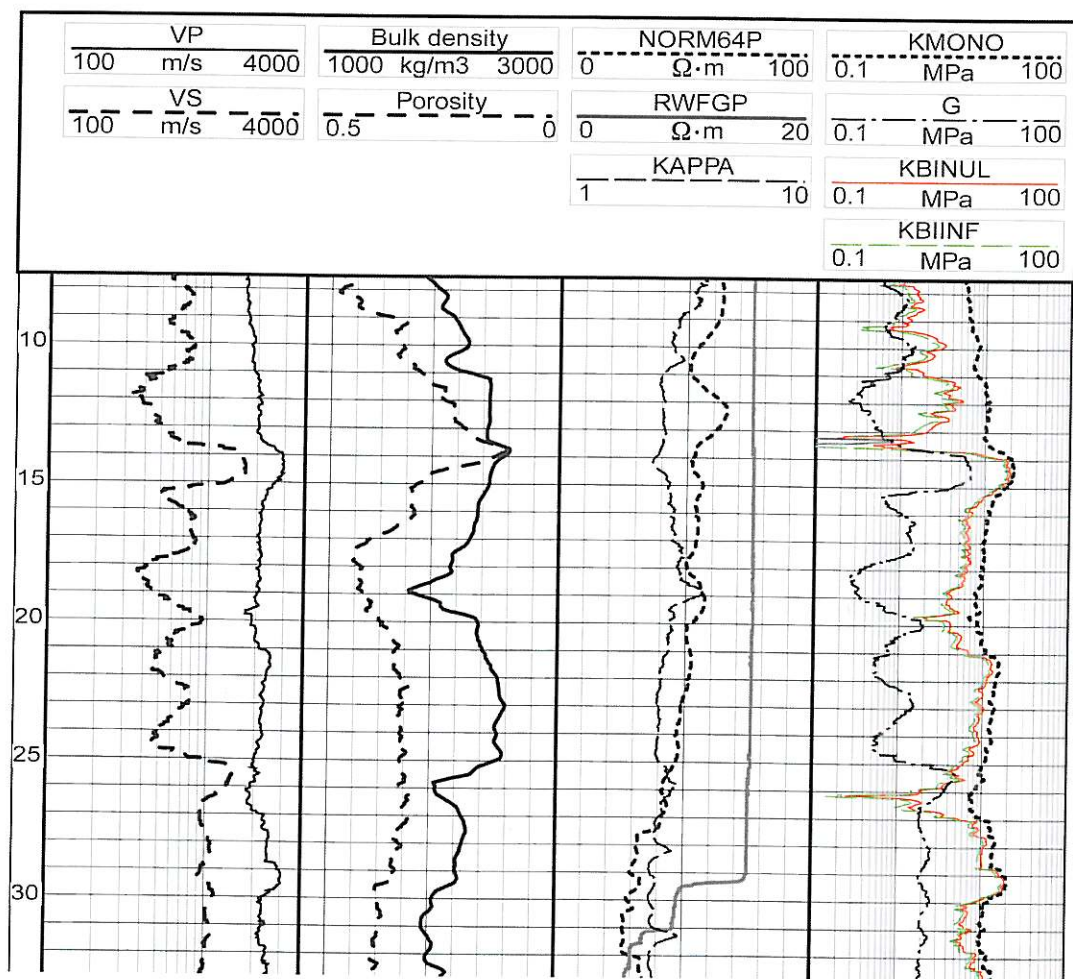 VP
100 m/s 4000
VS
100 m/s 4000
Bulk density
1000 kg/m3 3000
Porosity
0.5 0
NORM64P
0 Ω·m 100
RWFGP
0 Ω·m 20
KAPPA
1 10
KMONO
0.1 MPa 100
G
0.1 MPa 100
KBINUL
0.1 MPa 100
KBIINF
0.1 MPa 100
10
15
20
25
30